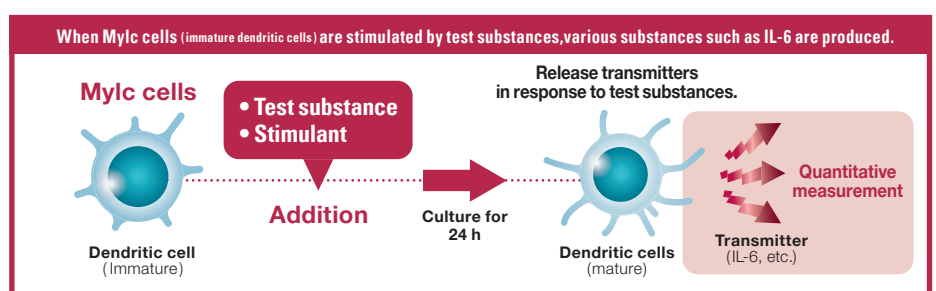 When Mylc cells (immature dendritic cells) are stimulated by test substances,various substances such as IL-6 are produced.
Mylc cells
• Test substance
• Stimulant
Addition
Dendritic cell
(Immature)
Culture for
24 h
Release transmitters
in response to test substances.
Dendritic cells
(mature)
Quantitative
measurement
Transmitter
(IL-6, etc.)